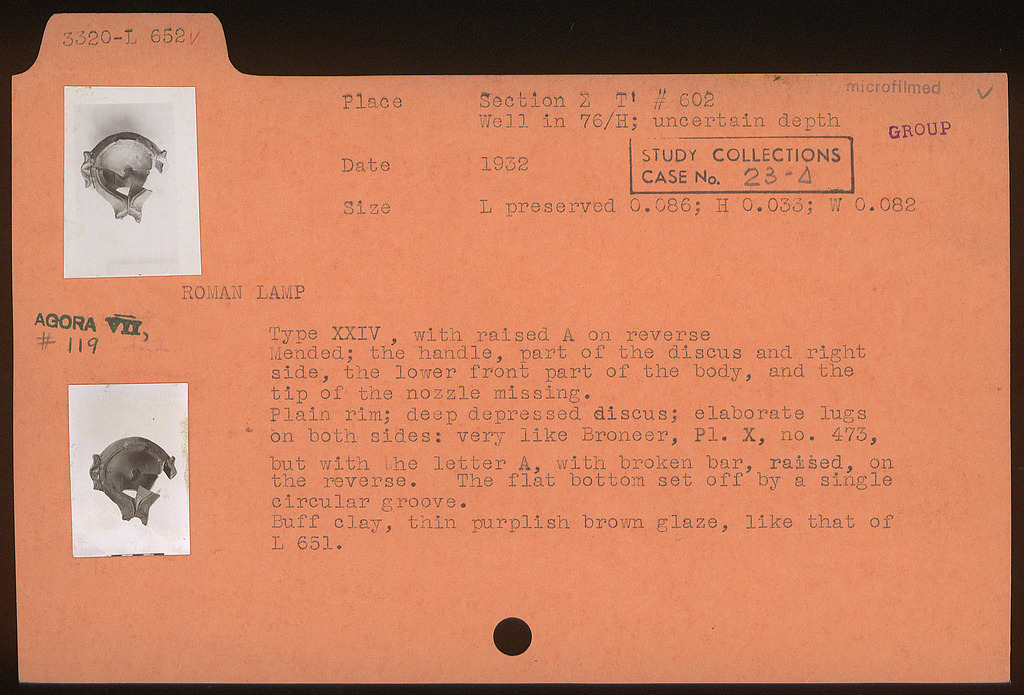 3320-L 652 ✓
microfilmed ✓
Place Section Σ T' # 602
Well in 76/H; uncertain depth
GROUP
Date 1932
STUDY COLLECTIONS
CASE No. 23-Δ
Size L preserved 0.086; H 0.033; W 0.082
ROMAN LAMP
AGORA VII,
# 119
Type XXIV, with raised A on reverse
Mended; the handle, part of the discus and right
side, the lower front part of the body, and the
tip of the nozzle missing.
Plain rim; deep depressed discus; elaborate lugs
on both sides: very like Broneer, Pl. X, no. 473,
but with the letter A, with broken bar, raised, on
the reverse. The flat bottom set off by a single
circular groove.
Buff clay, thin purplish brown glaze, like that of
L 651.